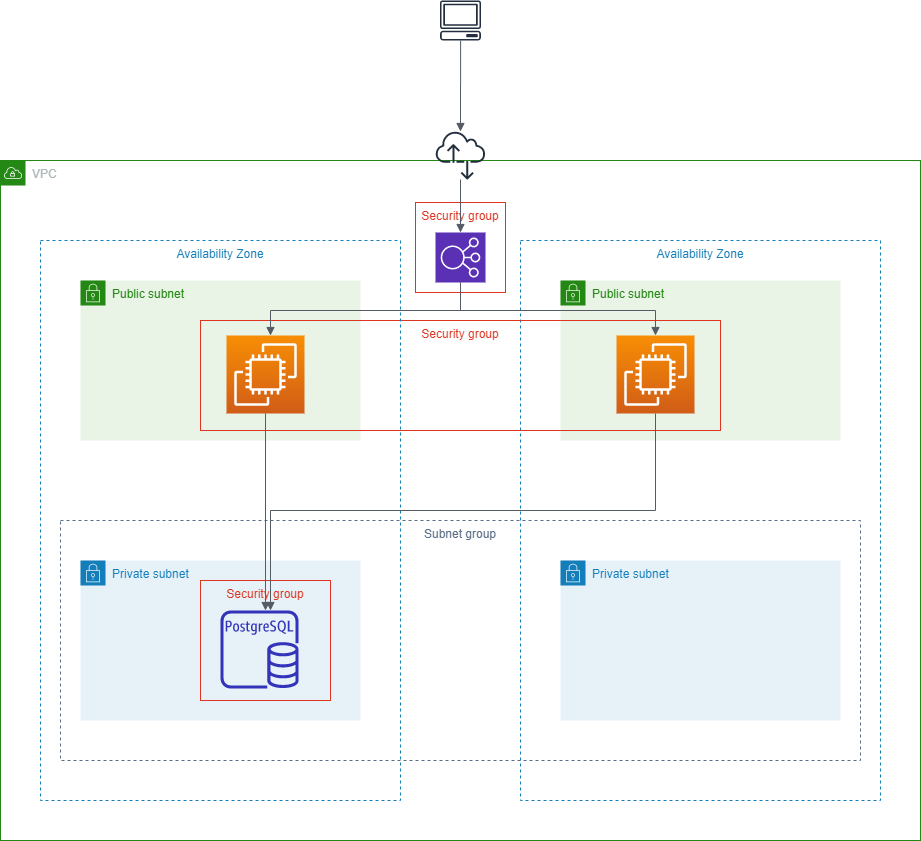 VPC
Security group
Availability Zone
Availability Zone
Public subnet
Public subnet
Security group
Subnet group
Private subnet
Private subnet
Security group
PostgreSQL